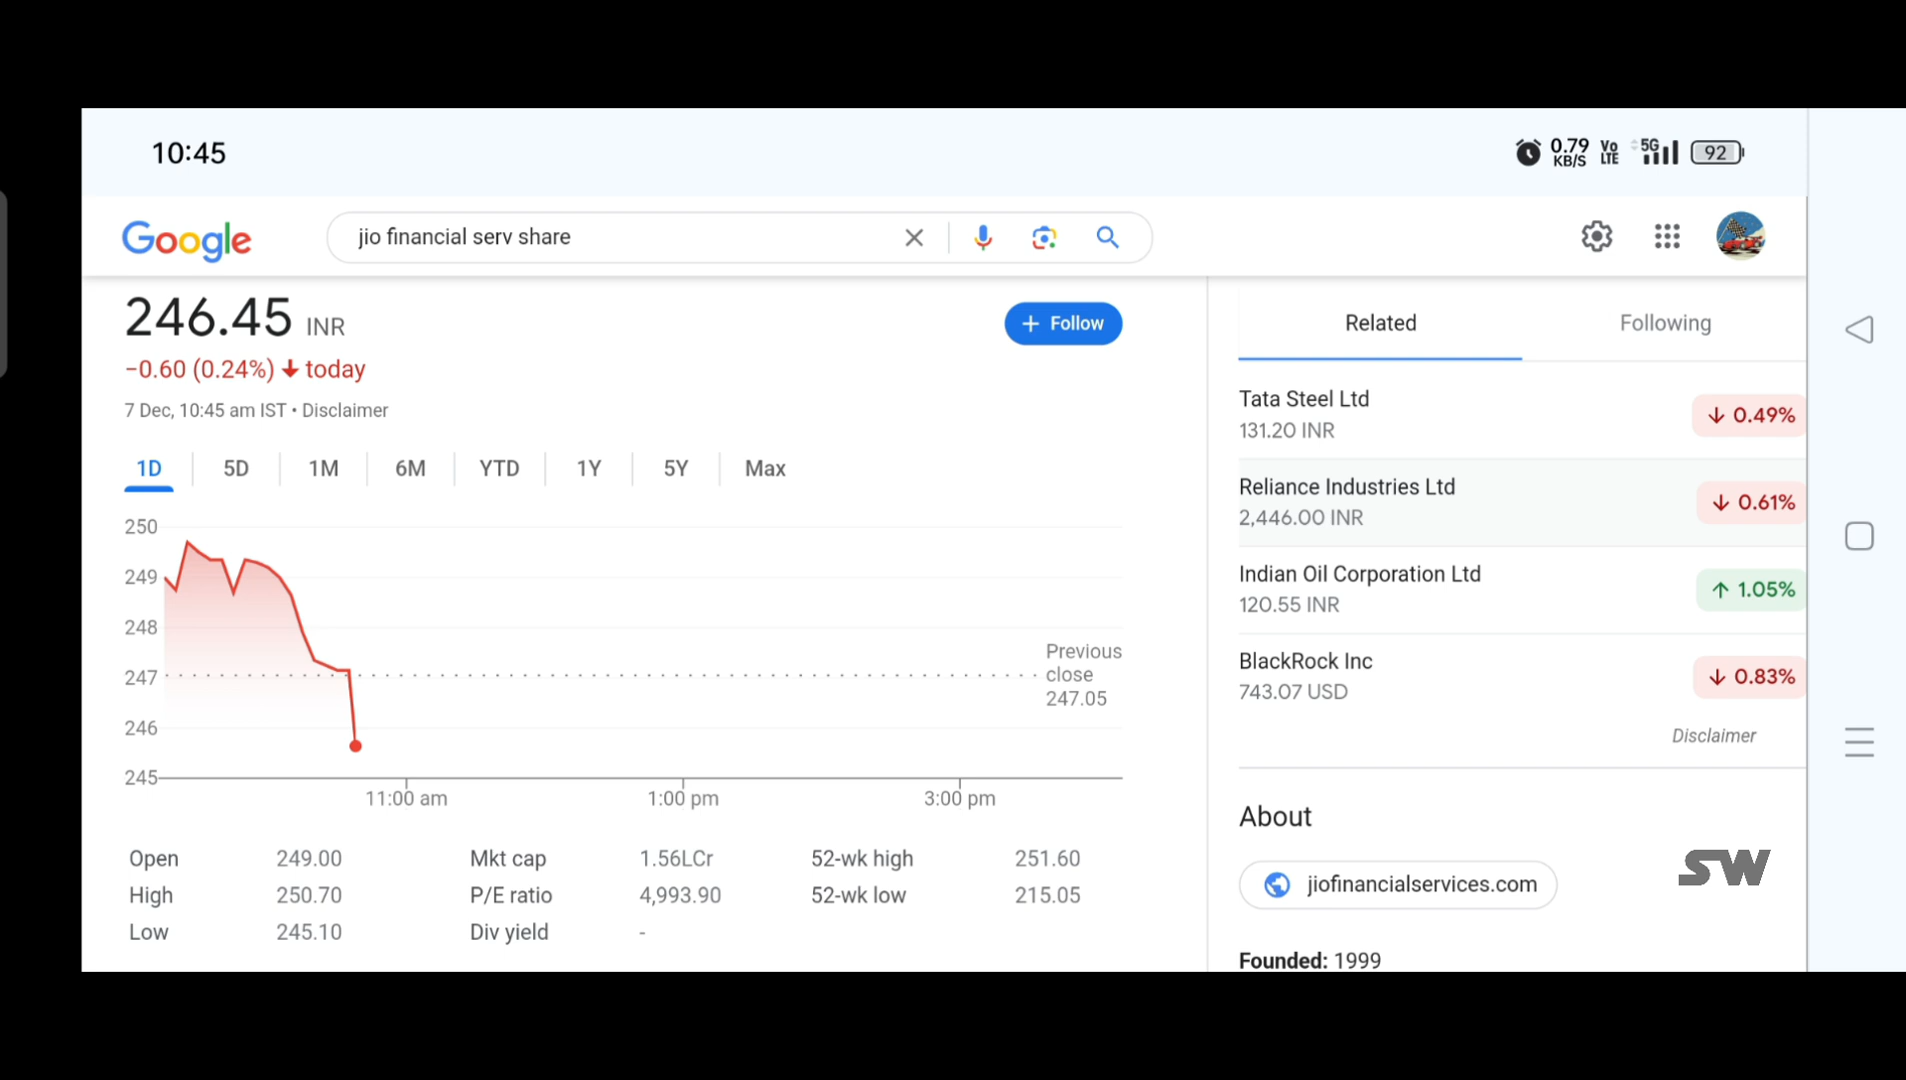 10:45
0.79 KB/S Vo LTE 5G 92
Google
jio financial serv share
246.45 INR
+ Follow
−0.60 (0.24%) ↓ today
7 Dec, 10:45 am IST • Disclaimer
1D 5D 1M 6M YTD 1Y 5Y Max
250
249
248
247
246
245
Previous
close
247.05
11:00 am 1:00 pm 3:00 pm
Open 249.00 Mkt cap 1.56LCr 52-wk high 251.60
High 250.70 P/E ratio 4,993.90 52-wk low 215.05
Low 245.10 Div yield -
Related Following
Tata Steel Ltd
131.20 INR
↓ 0.49%
Reliance Industries Ltd
2,446.00 INR
↓ 0.61%
Indian Oil Corporation Ltd
120.55 INR
↑ 1.05%
BlackRock Inc
743.07 USD
↓ 0.83%
Disclaimer
About
jiofinancialservices.com
SW
Founded: 1999